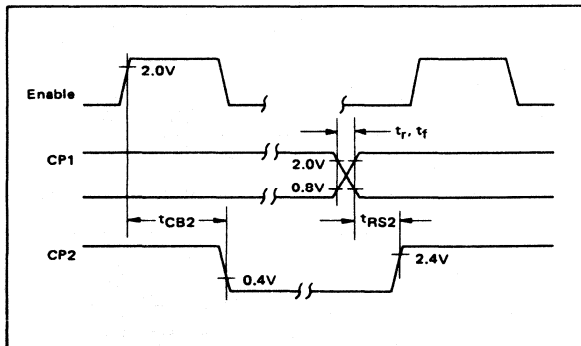 2.0V
Enable
tr, tf
CP1
2.0V
0.8V
tCB2
tRS2
CP2
2.4V
0.4V